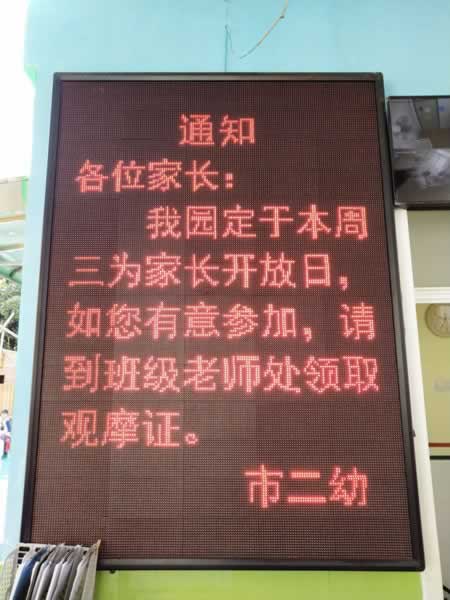 通知
各位家长：
我园定于本周
三为家长开放日，
如您有意参加，请
到班级老师处领取
观摩证。
市二幼